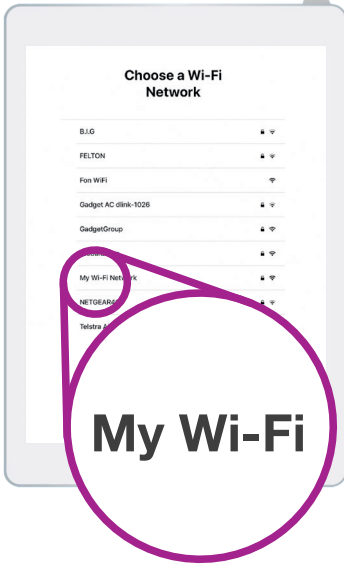 Choose a Wi-Fi
Network
B.I.G
FELTON
Fon WiFi
Gadget AC dlink-1026
GadgetGroup
My Wi-Fi Network
NETGEAR4
Telstra A
My Wi-Fi